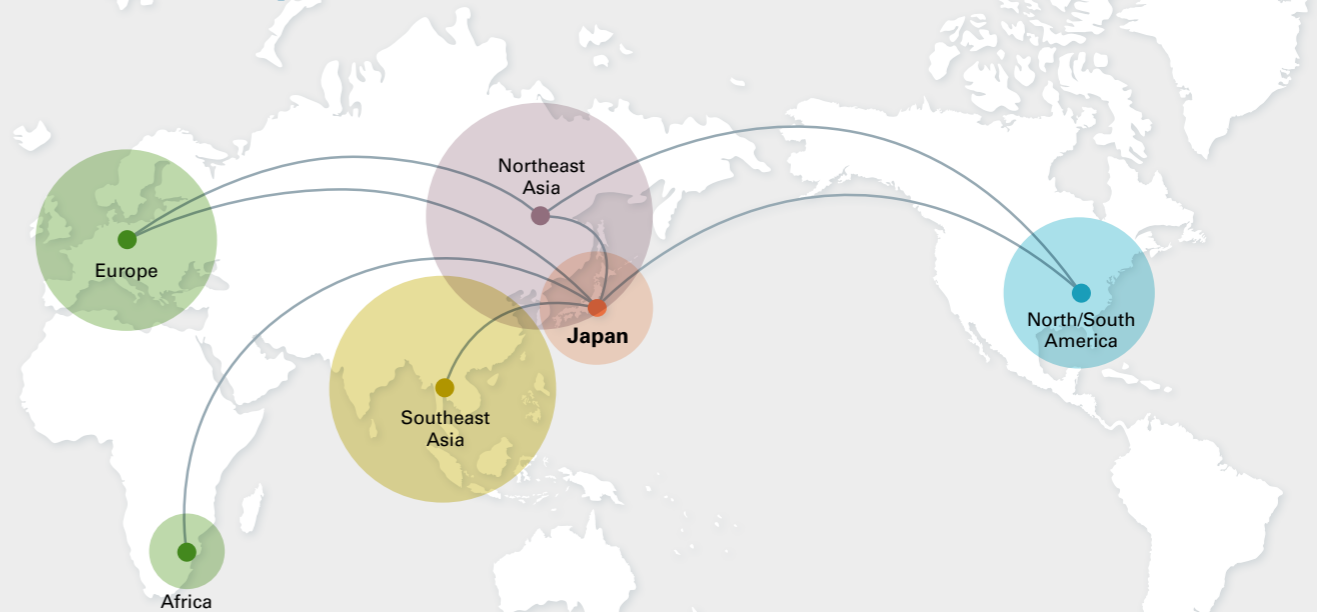 Northeast
Asia
Europe
Japan
North/South
America
Southeast
Asia
Africa